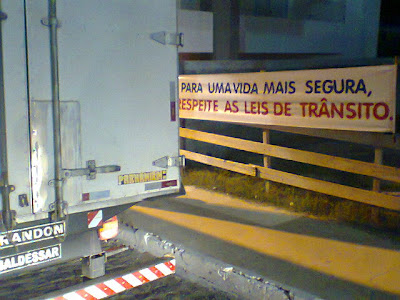 PARA UMA VIDA MAIS SEGURA,
RESPEITE AS LEIS DE TRÂNSITO.
RANDON
BALDESSAR